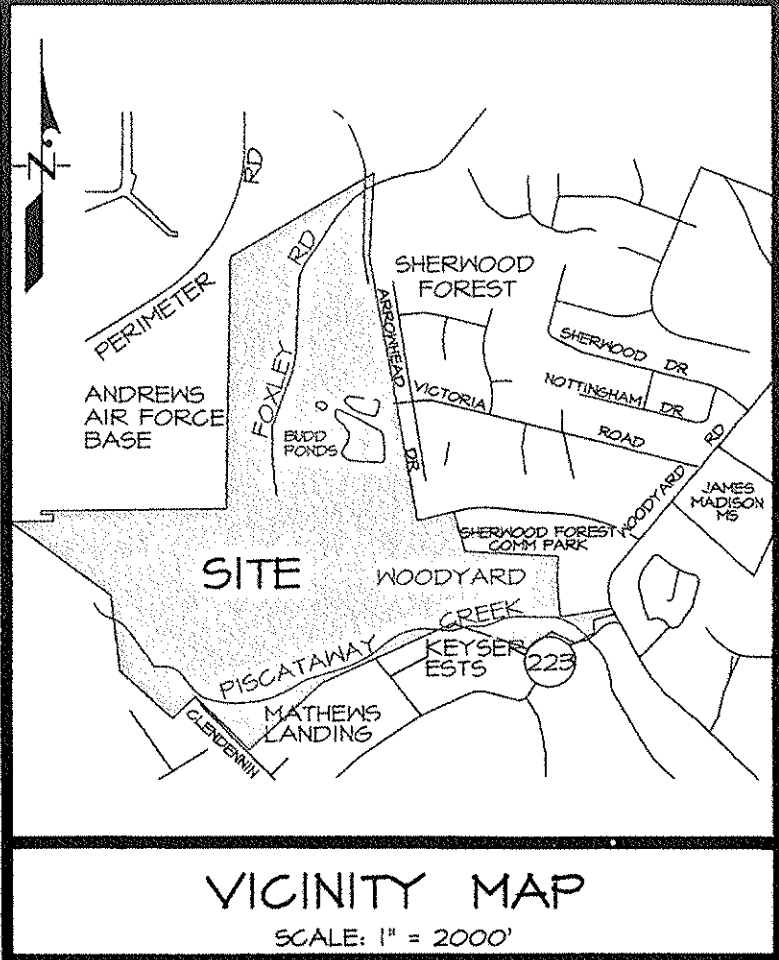 N
RD
PERIMETER
ANDREWS
AIR FORCE
BASE
RD
FOXLEY
BUDD
PONDS
SHERWOOD
FOREST
ARROWHEAD
DR
VICTORIA
ROAD
SHERWOOD DR
NOTTINGHAM
DR
WOODYARD
RD
JAMES
MADISON
MS
SHERWOOD FOREST
COMM PARK
SITE
WOODYARD
PISCATAWAY
CREEK
KEYSER
ESTS
223
MATHEWS
LANDING
GLENDENNIN
VICINITY MAP
SCALE: 1" = 2000'